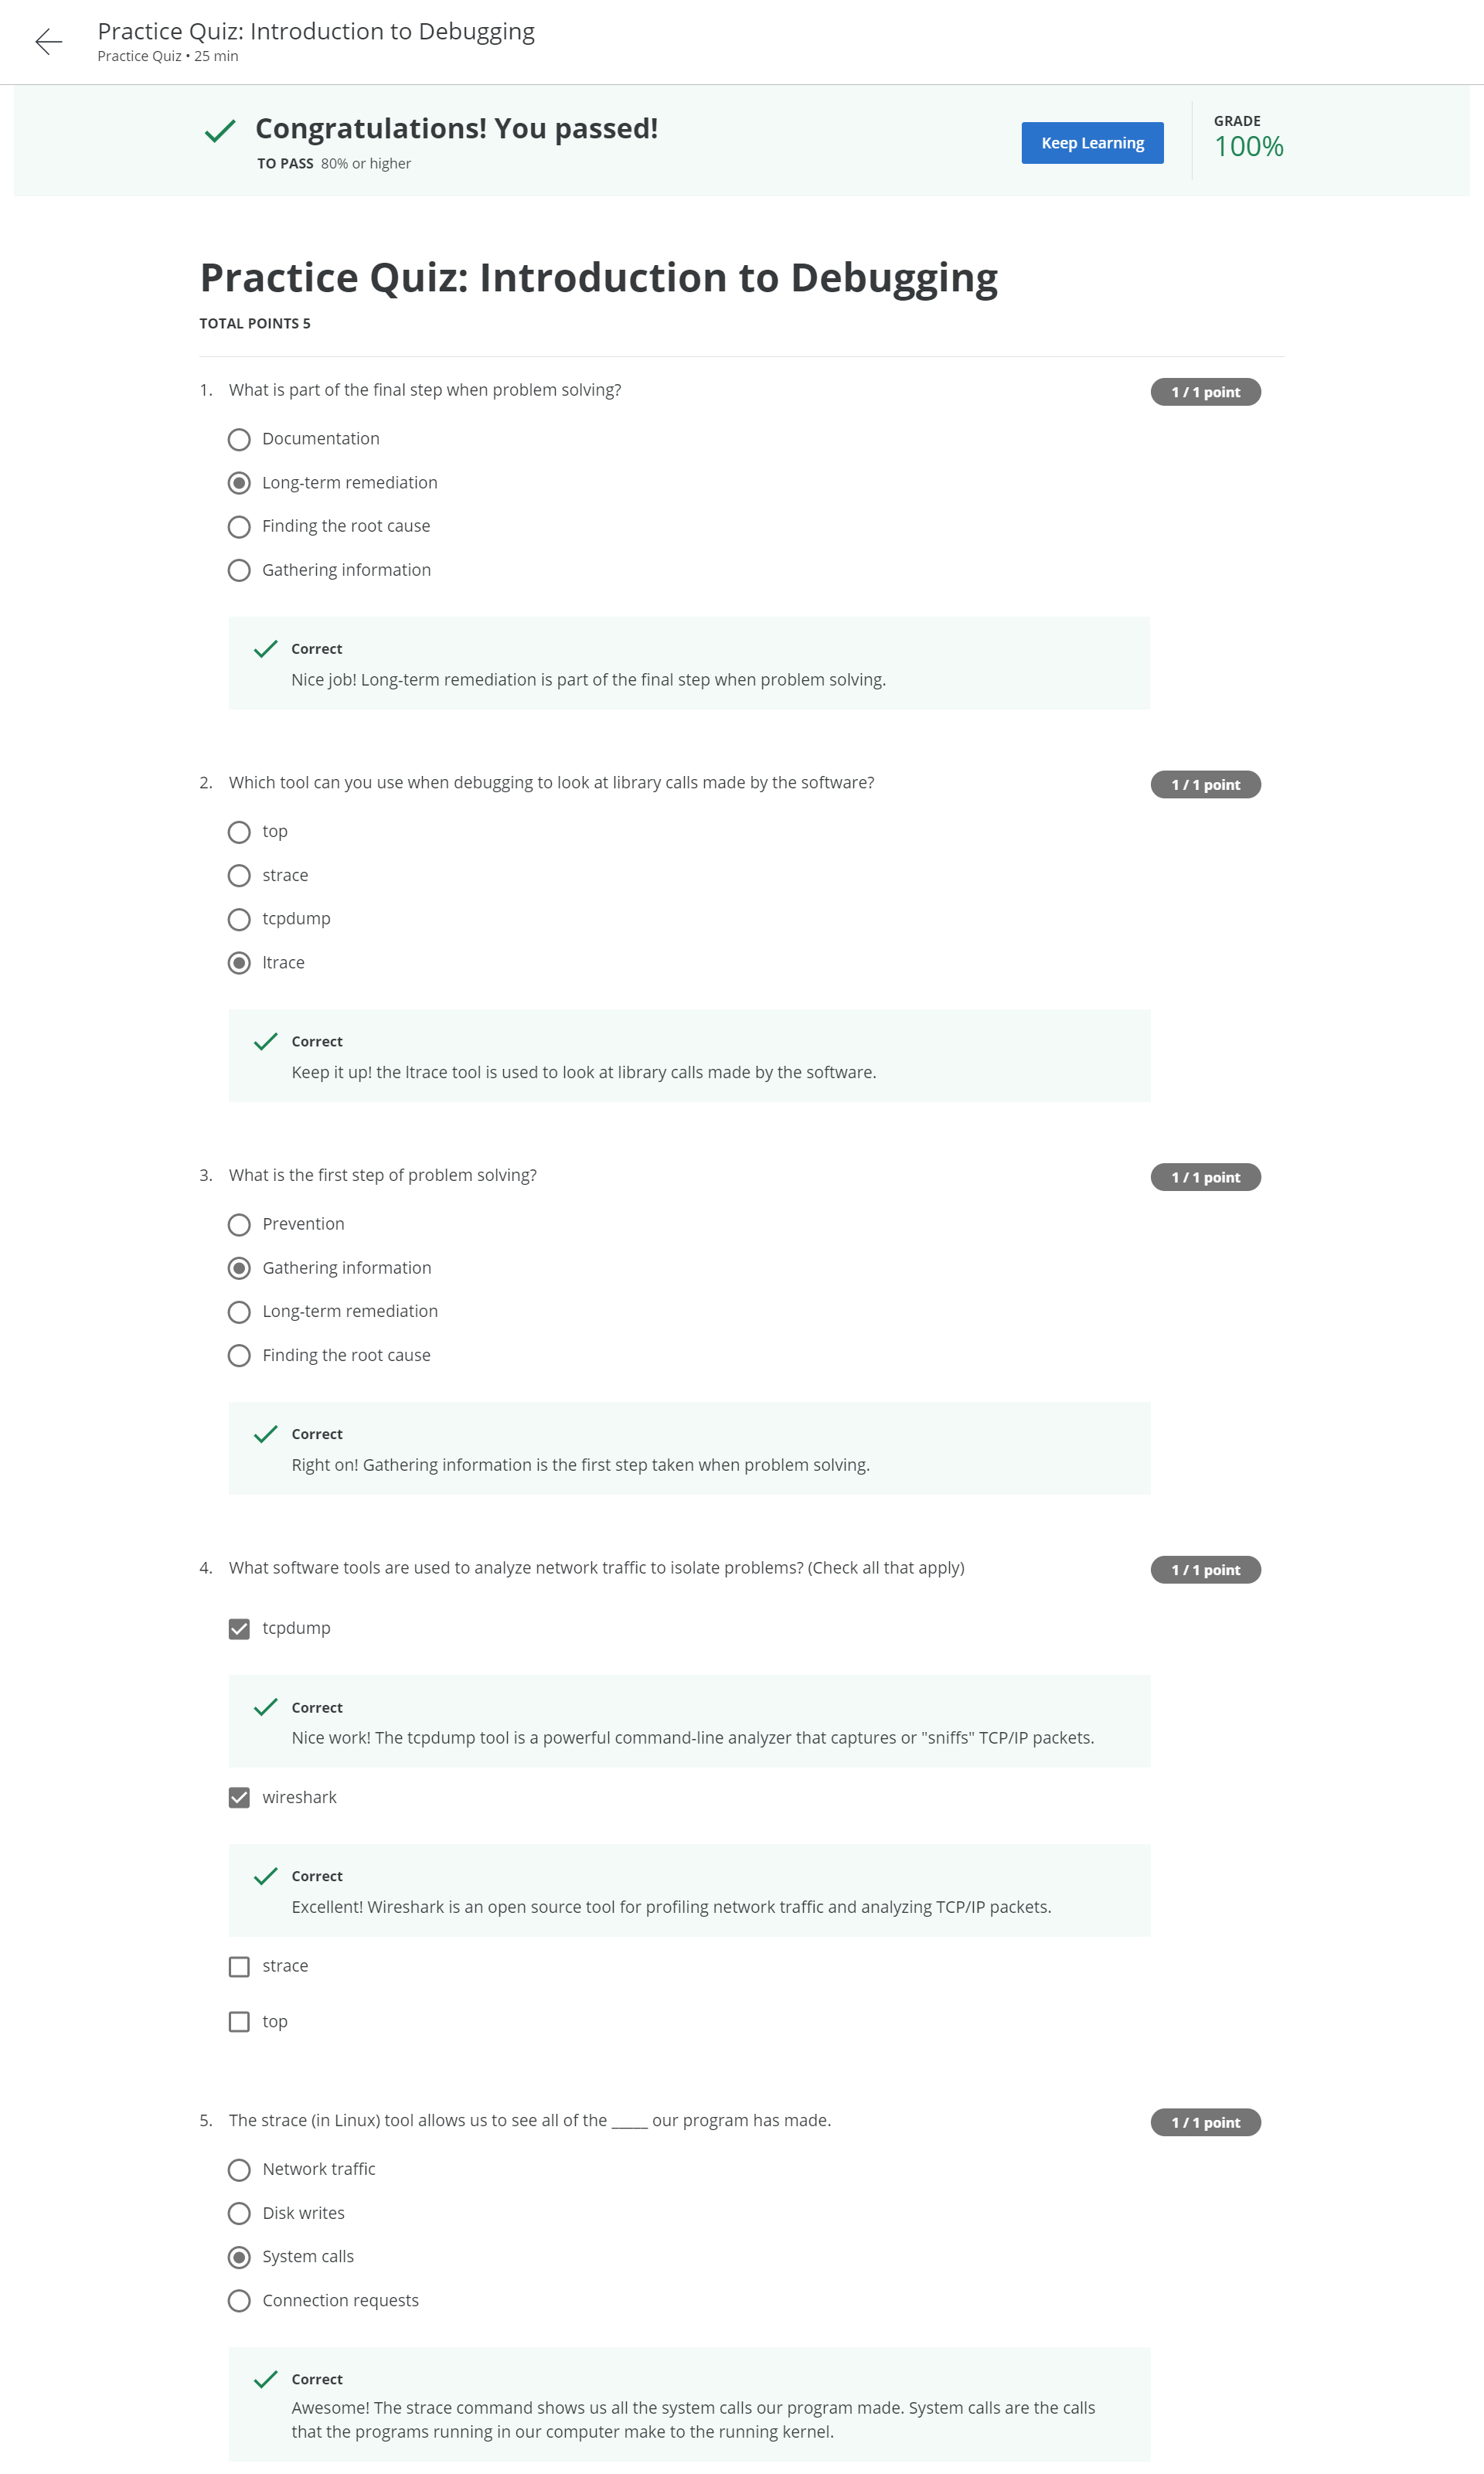 Practice Quiz: Introduction to Debugging
Practice Quiz • 25 min
Congratulations! You passed!
TO PASS 80% or higher
Keep Learning
GRADE
100%
Practice Quiz: Introduction to Debugging
TOTAL POINTS 5
1. What is part of the final step when problem solving?
1 / 1 point
Documentation
Long-term remediation
Finding the root cause
Gathering information
Correct
Nice job! Long-term remediation is part of the final step when problem solving.
2. Which tool can you use when debugging to look at library calls made by the software?
1 / 1 point
top
strace
tcpdump
ltrace
Correct
Keep it up! the ltrace tool is used to look at library calls made by the software.
3. What is the first step of problem solving?
1 / 1 point
Prevention
Gathering information
Long-term remediation
Finding the root cause
Correct
Right on! Gathering information is the first step taken when problem solving.
4. What software tools are used to analyze network traffic to isolate problems? (Check all that apply)
1 / 1 point
tcpdump
Correct
Nice work! The tcpdump tool is a powerful command-line analyzer that captures or "sniffs" TCP/IP packets.
wireshark
Correct
Excellent! Wireshark is an open source tool for profiling network traffic and analyzing TCP/IP packets.
strace
top
5. The strace (in Linux) tool allows us to see all of the _____ our program has made.
1 / 1 point
Network traffic
Disk writes
System calls
Connection requests
Correct
Awesome! The strace command shows us all the system calls our program made. System calls are the calls
that the programs running in our computer make to the running kernel.